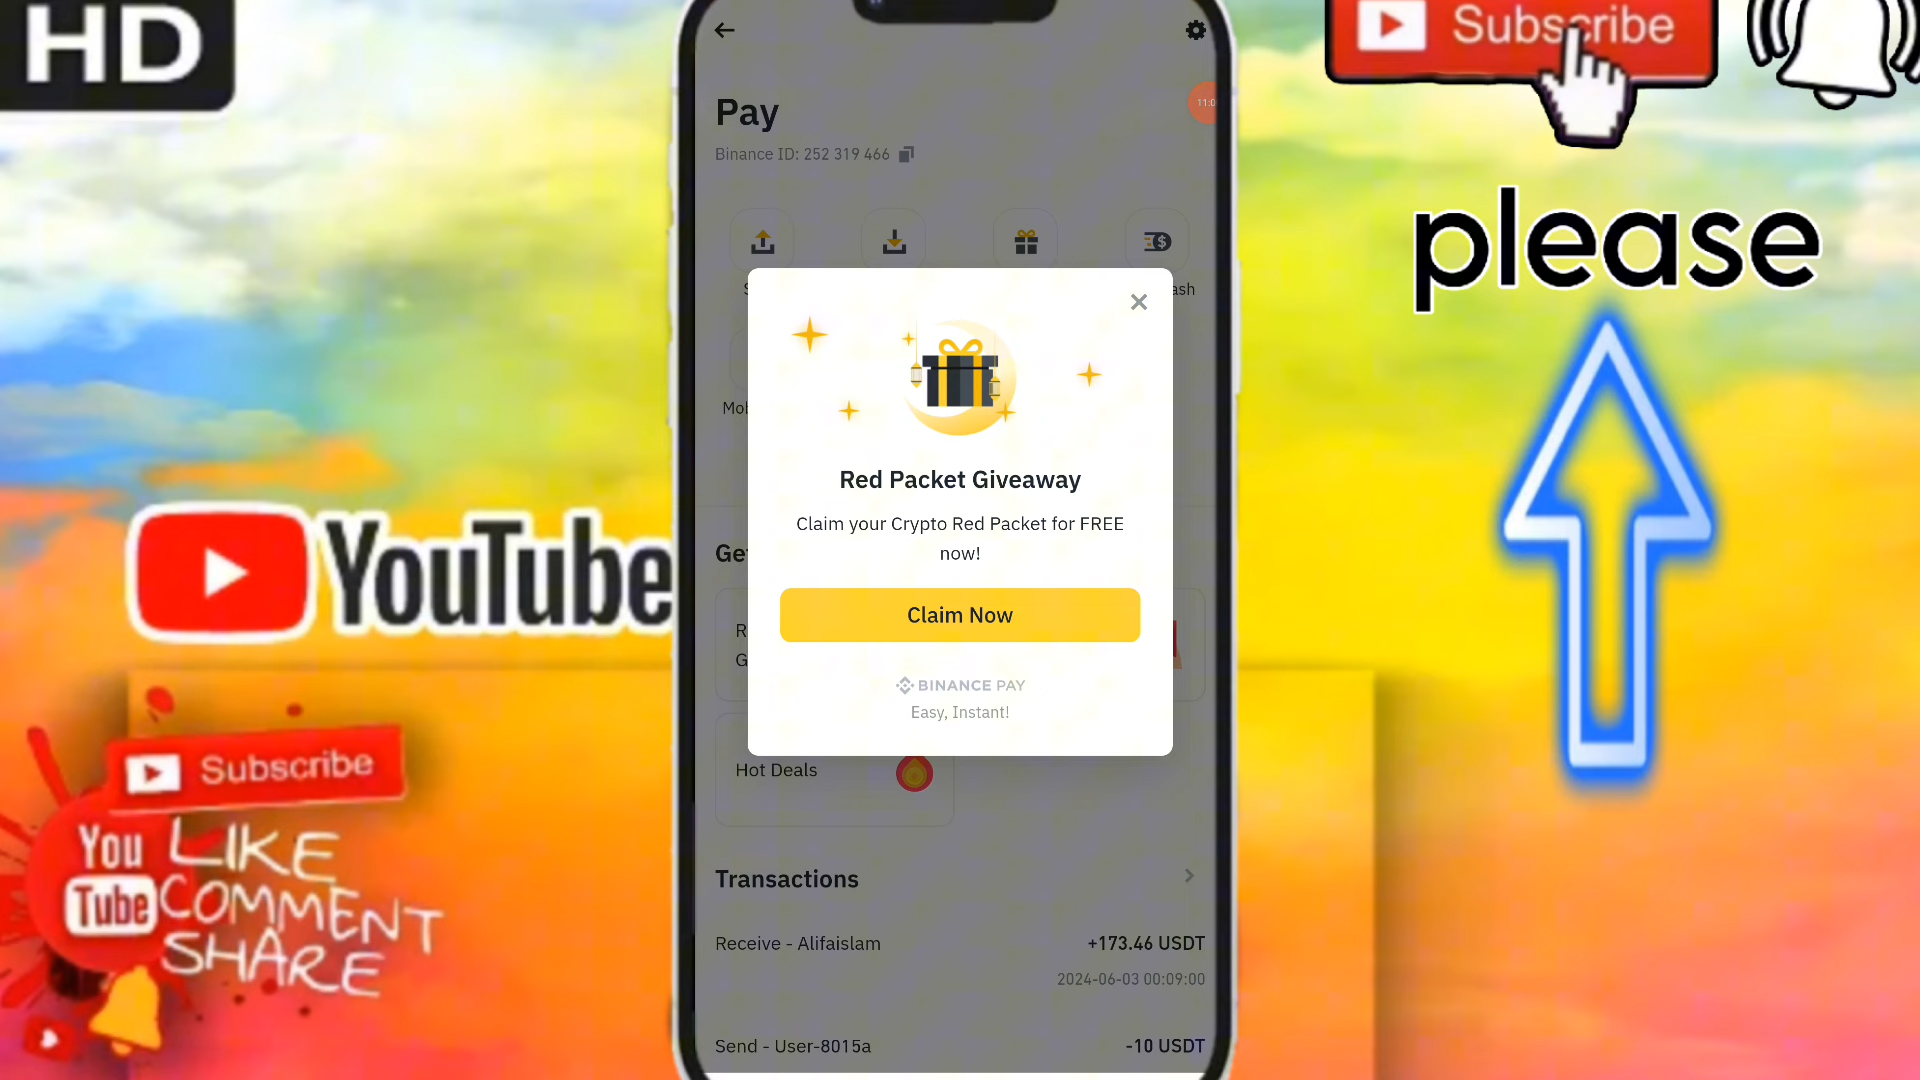 HD
Subscribe
please
YouTube
Subscribe
You
Tube
LIKE
COMMENT
SHARE
Pay
11:0
Binance ID: 252 319 466
Red Packet Giveaway
Claim your Crypto Red Packet for FREE
now!
Claim Now
BINANCE PAY
Easy, Instant!
Hot Deals
Transactions
Receive - Alifaislam
+173.46 USDT
2024-06-03 00:09:00
Send - User-8015a
-10 USDT